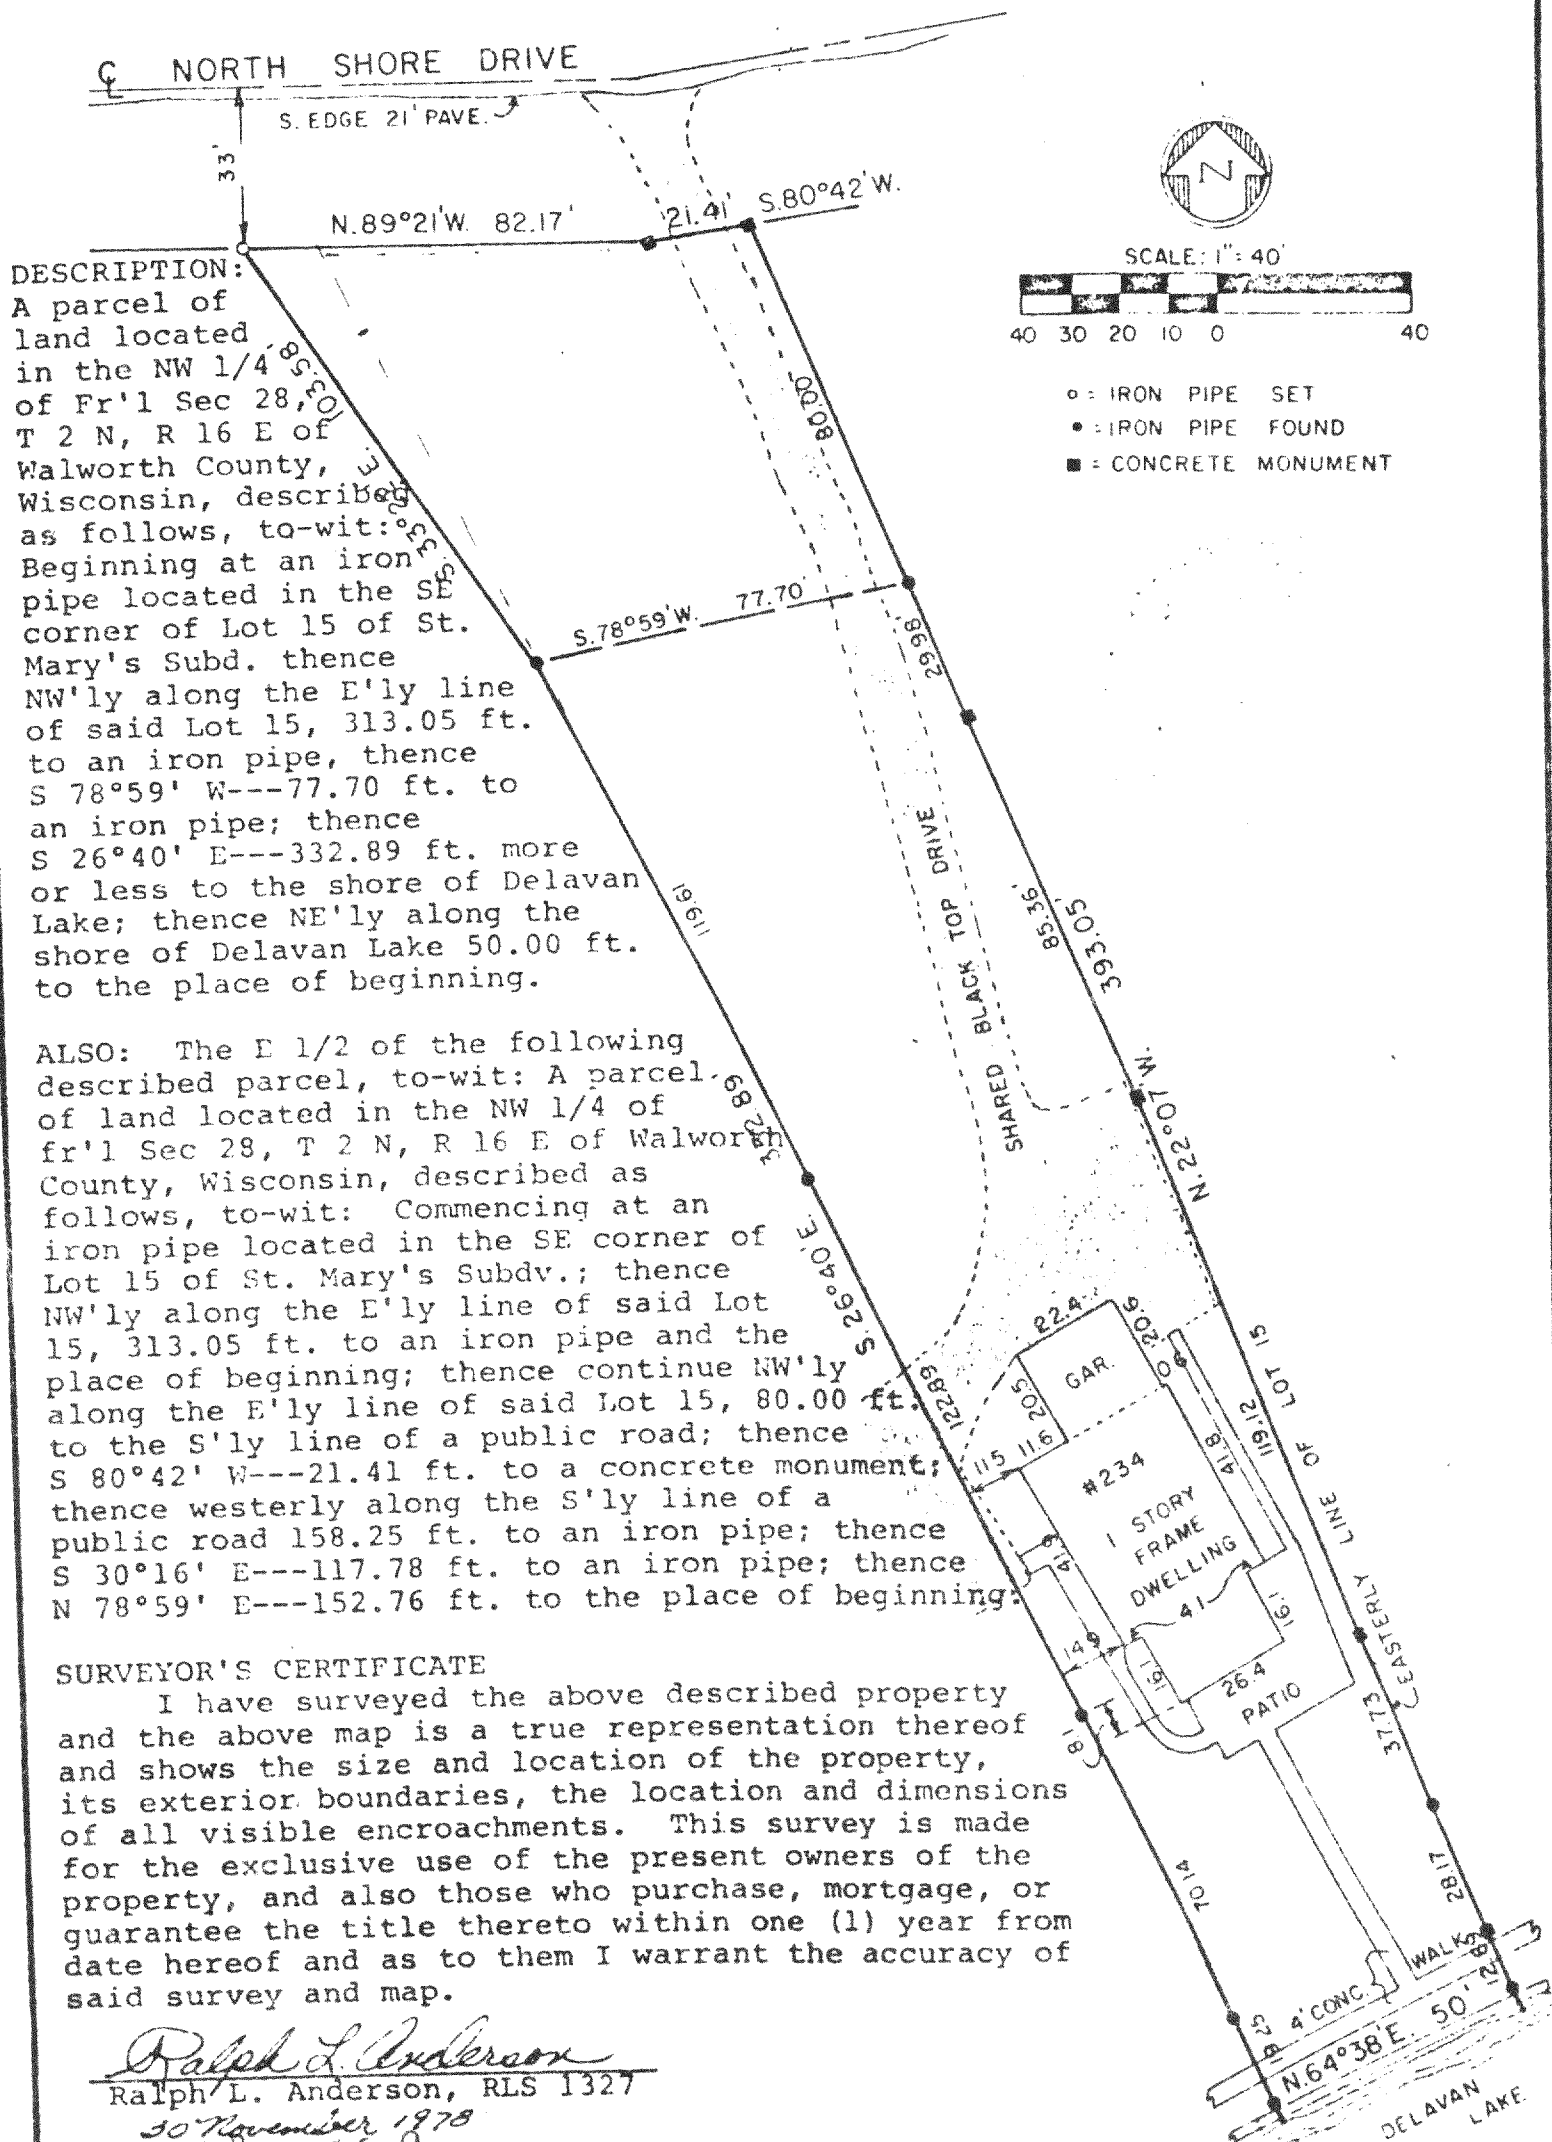 ℄ NORTH SHORE DRIVE
S. EDGE 21' PAVE.
33'
N.89°21'W. 82.17'
21.41'
S.80°42'W.
N
SCALE: 1"= 40'
40 30 20 10 0 40
o = IRON PIPE SET
● = IRON PIPE FOUND
■ = CONCRETE MONUMENT
DESCRIPTION:
A parcel of
land located
in the NW 1/4
of Fr'l Sec 28,
T 2 N, R 16 E of
Walworth County,
Wisconsin, described
as follows, to-wit:
Beginning at an iron
pipe located in the SE
corner of Lot 15 of St.
Mary's Subd. thence
NW'ly along the E'ly line
of said Lot 15, 313.05 ft.
to an iron pipe, thence
S 78°59' W---77.70 ft. to
an iron pipe; thence
S 26°40' E---332.89 ft. more
or less to the shore of Delavan
Lake; thence NE'ly along the
shore of Delavan Lake 50.00 ft.
to the place of beginning.
ALSO: The E 1/2 of the following
described parcel, to-wit: A parcel
of land located in the NW 1/4 of
fr'l Sec 28, T 2 N, R 16 E of Walworth
County, Wisconsin, described as
follows, to-wit: Commencing at an
iron pipe located in the SE corner of
Lot 15 of St. Mary's Subdv.; thence
NW'ly along the E'ly line of said Lot
15, 313.05 ft. to an iron pipe and the
place of beginning; thence continue NW'ly
along the E'ly line of said Lot 15, 80.00 ft.
to the S'ly line of a public road; thence
S 80°42' W---21.41 ft. to a concrete monument;
thence westerly along the S'ly line of a
public road 158.25 ft. to an iron pipe; thence
S 30°16' E---117.78 ft. to an iron pipe; thence
N 78°59' E---152.76 ft. to the place of beginning.
SURVEYOR'S CERTIFICATE
I have surveyed the above described property
and the above map is a true representation thereof
and shows the size and location of the property,
its exterior boundaries, the location and dimensions
of all visible encroachments. This survey is made
for the exclusive use of the present owners of the
property, and also those who purchase, mortgage, or
guarantee the title thereto within one (1) year from
date hereof and as to them I warrant the accuracy of
said survey and map.
Ralph L. Anderson
Ralph L. Anderson, RLS 1327
30 November 1978
103.58'
80.00'
S.78°59'W. 77.70'
29.98'
119.61
SHARED BLACK TOP DRIVE
85.36'
393.05'
N.22°07'W.
332.89
S. 26°40'E.
122.89
22.4
20.6
GAR.
20.5
11.6
11.5
0.6
#234
1 STORY
FRAME
DWELLING
41.8
119.12
41.9
4.1
16.1
14.9
16.1
26.4
PATIO
EASTERLY LINE OF LOT 15
37.73
8.1
70.14
28.17
WALK
12.69
4' CONC.
19.25
N.64°38'E. 50'
DELAVAN
LAKE